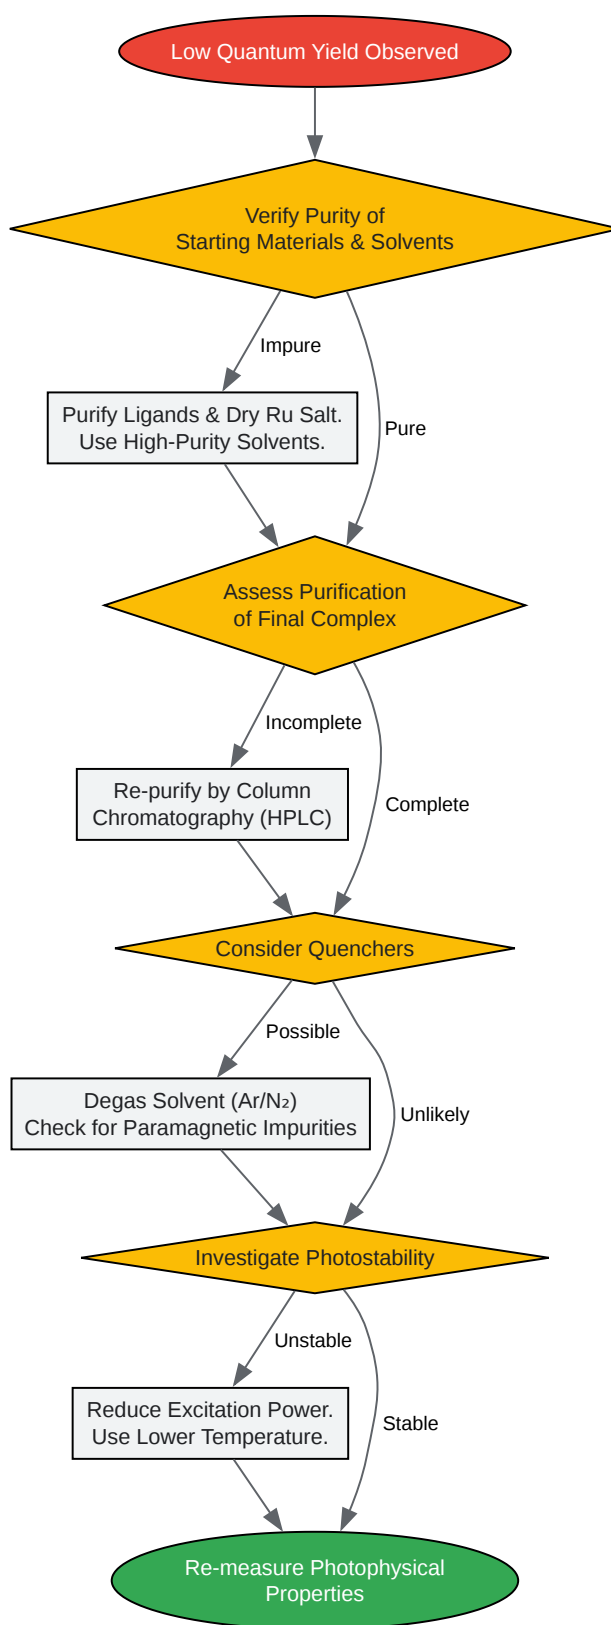 Low Quantum Yield Observed
Verify Purity of
Starting Materials & Solvents
Impure
Pure
Purify Ligands & Dry Ru Salt.
Use High-Purity Solvents.
Assess Purification
of Final Complex
Incomplete
Complete
Re-purify by Column
Chromatography (HPLC)
Consider Quenchers
Possible
Unlikely
Degas Solvent (Ar/N₂)
Check for Paramagnetic Impurities
Investigate Photostability
Unstable
Stable
Reduce Excitation Power.
Use Lower Temperature.
Re-measure Photophysical
Properties